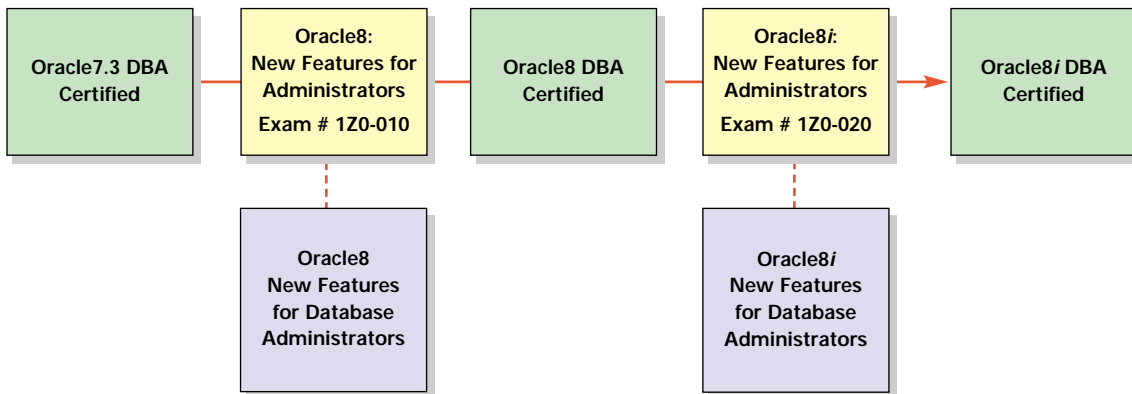 Oracle7.3 DBA
Certified
Oracle8:
New Features for
Administrators
Exam # 1Z0-010
Oracle8 DBA
Certified
Oracle8i:
New Features for
Administrators
Exam # 1Z0-020
Oracle8i DBA
Certified
Oracle8
New Features
for Database
Administrators
Oracle8i
New Features
for Database
Administrators